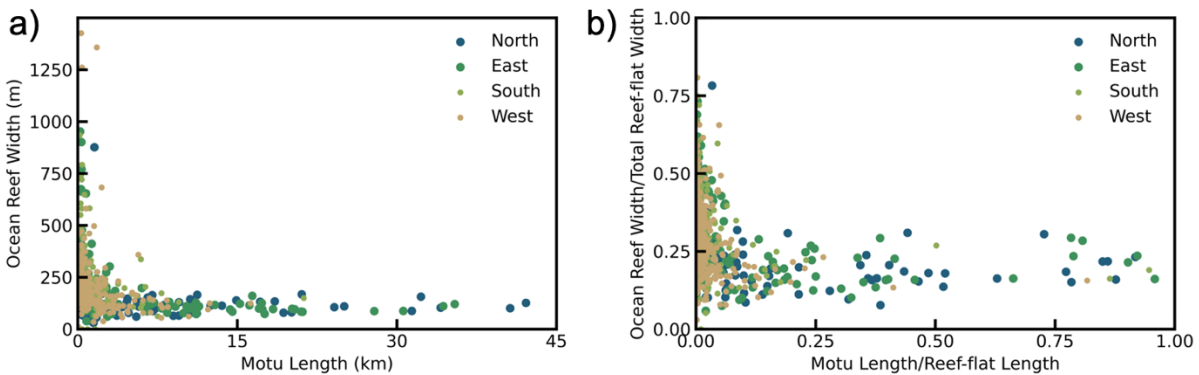 a)
Ocean Reef Width (m)
1250
1000
750
500
250
0
0
15
30
45
Motu Length (km)
North
East
South
West
b)
Ocean Reef Width/Total Reef-flat Width
1.00
0.75
0.50
0.25
0.00
0.00
0.25
0.50
0.75
1.00
Motu Length/Reef-flat Length
North
East
South
West